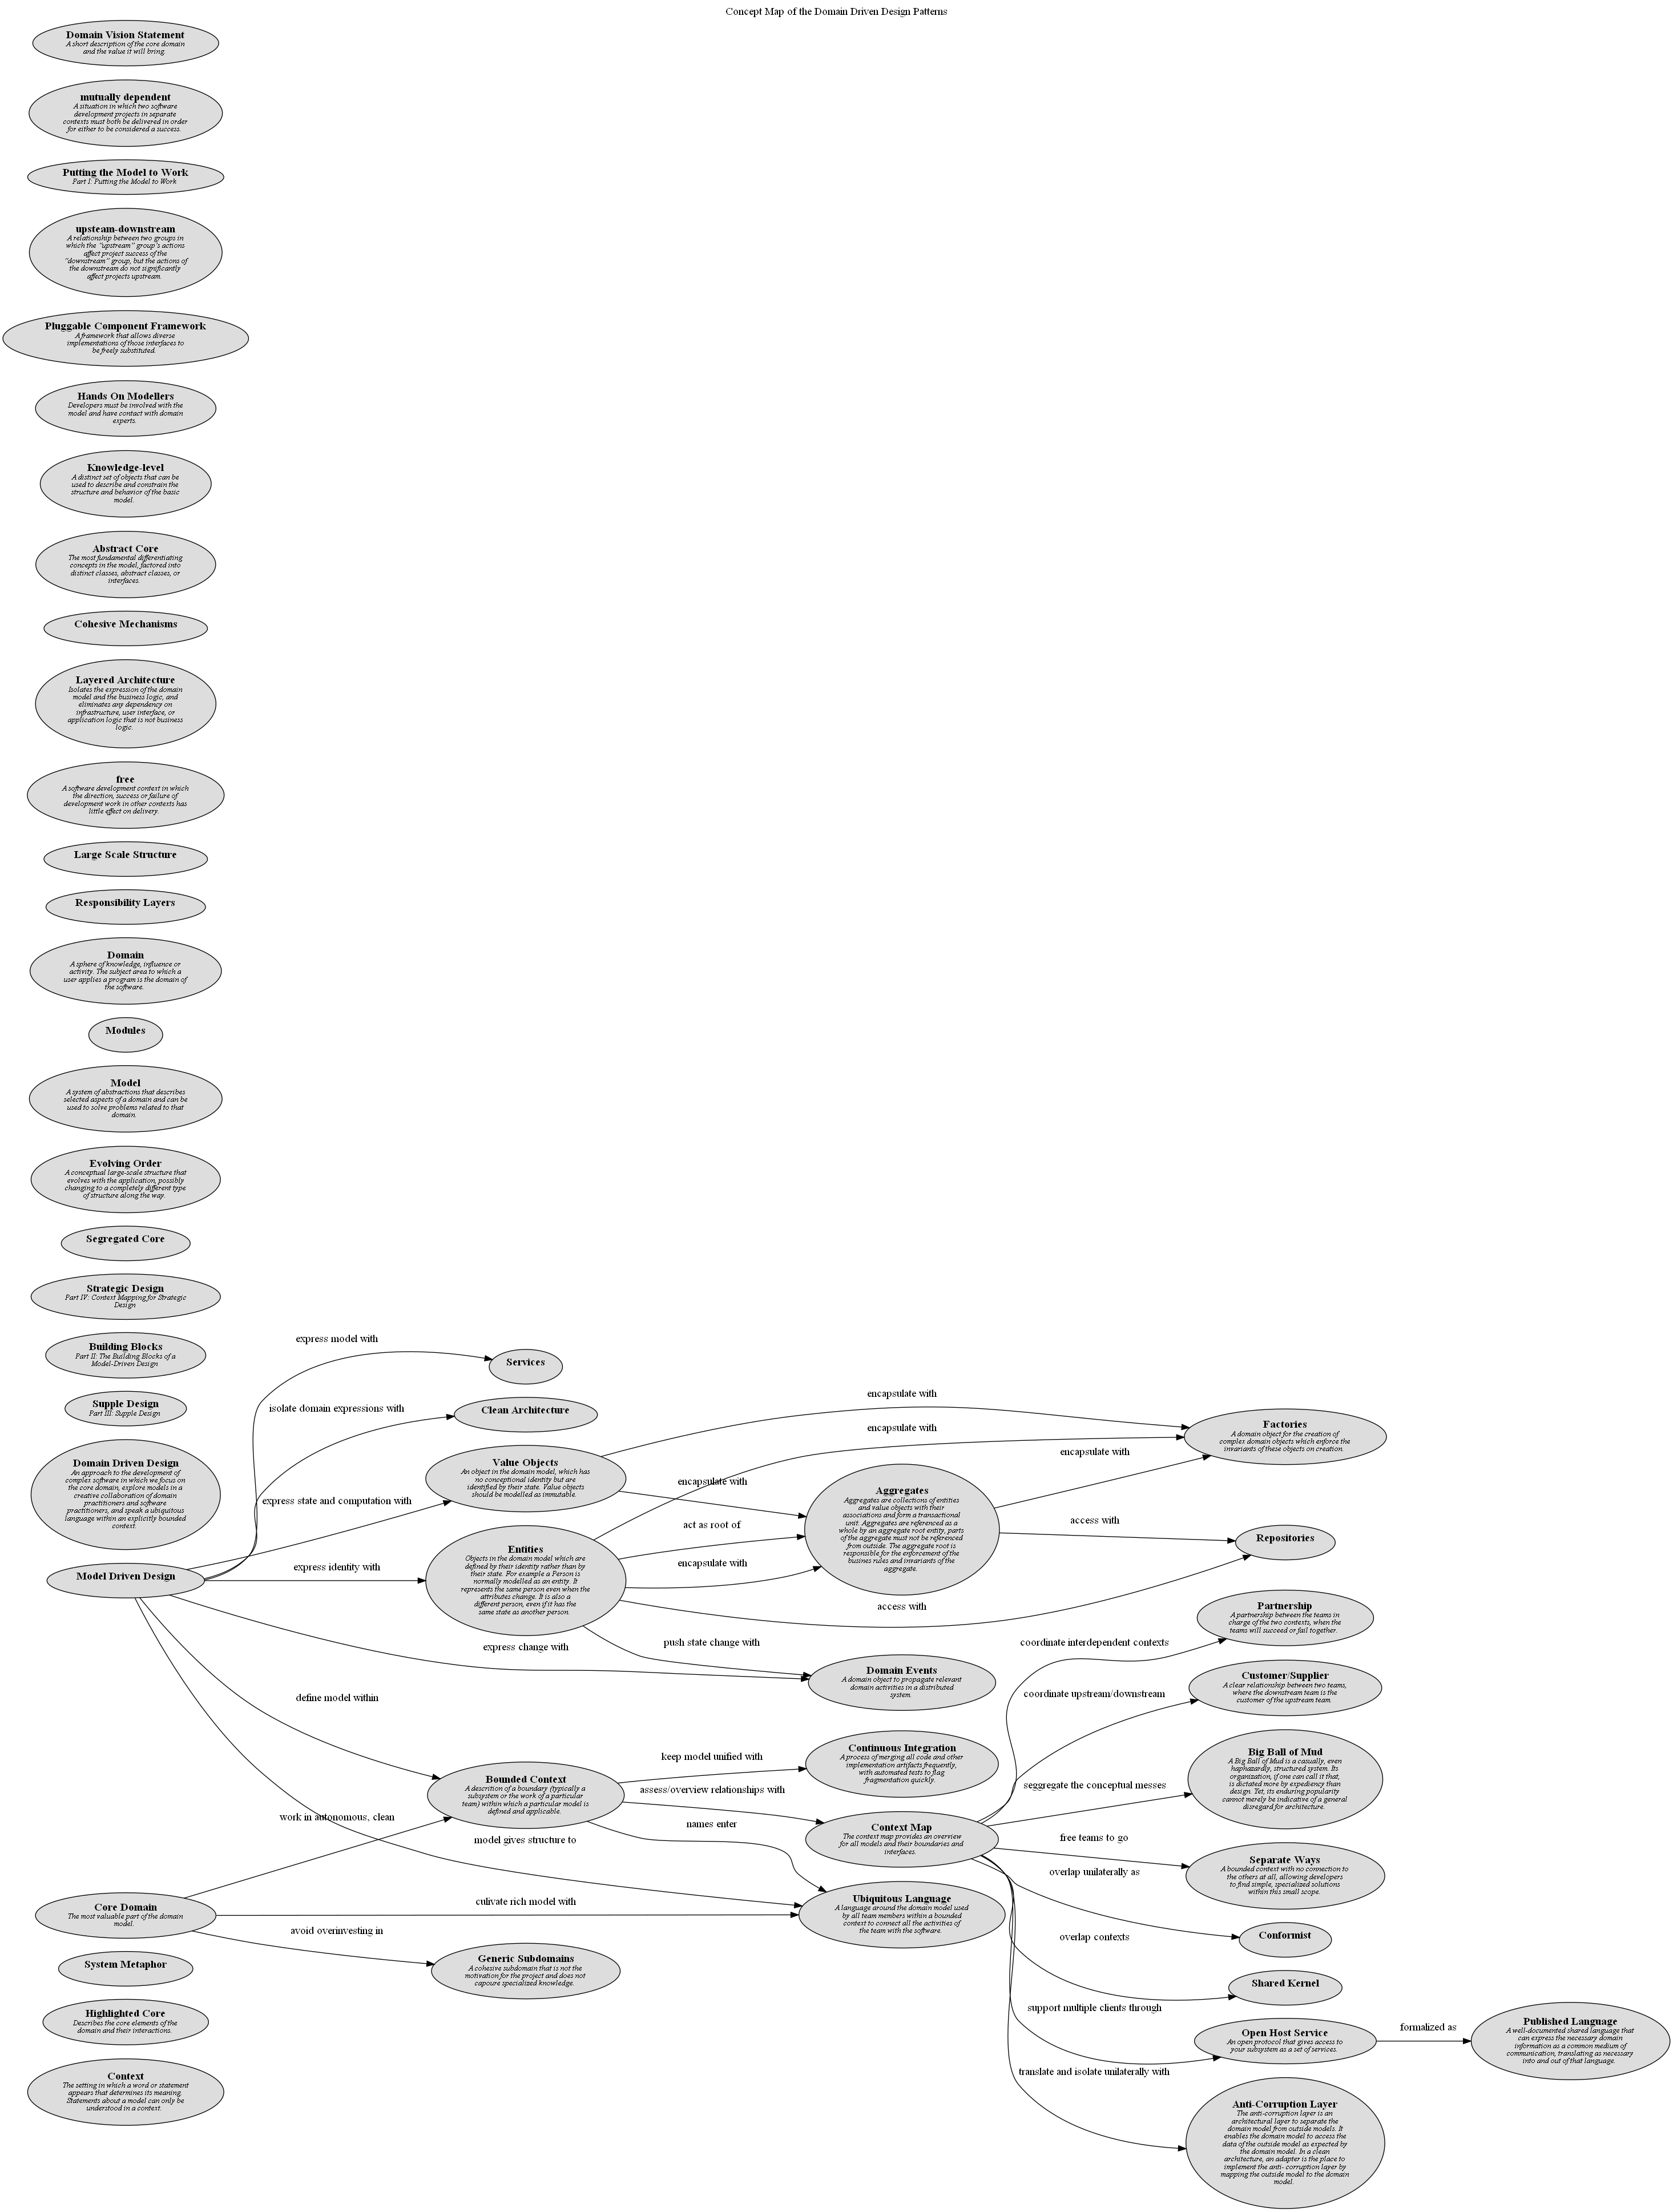 Concept Map of the Domain Driven Design Patterns
Domain Vision Statement
A short description of the core domain
and the value it will bring.
mutually dependent
A situation in which two software
development projects in separate
contexts must both be delivered in order
for either to be considered a success.
Putting the Model to Work
Part I: Putting the Model to Work
upsteam-downstream
A relationship between two groups in
which the "upstream" group's actions
affect project success of the
"downstream" group, but the actions of
the downstream do not significantly
affect projects upstream.
Pluggable Component Framework
A framework that allows diverse
implementations of those interfaces to
be freely substituted.
Hands On Modellers
Developers must be involved with the
model and have contact with domain
experts.
Knowledge-level
A distinct set of objects that can be
used to describe and constrain the
structure and behavior of the basic
model.
Abstract Core
The most fundamental differentiating
concepts in the model, factored into
distinct classes, abstract classes, or
interfaces.
Cohesive Mechanisms
Layered Architecture
Isolates the expression of the domain
model and the business logic, and
eliminates any dependency on
infrastructure, user interface, or
application logic that is not business
logic.
free
A software development context in which
the direction, success or failure of
development work in other contexts has
little effect on delivery.
Large Scale Structure
Responsibility Layers
Domain
A sphere of knowledge, influence or
activity. The subject area to which a
user applies a program is the domain of
the software.
Modules
Model
A system of abstractions that describes
selected aspects of a domain and can be
used to solve problems related to that
domain.
Evolving Order
A conceptual large-scale structure that
evolves with the application, possibly
changing to a completely different type
of structure along the way.
Segregated Core
Strategic Design
Part IV: Context Mapping for Strategic
Design
Building Blocks
Part II: The Building Blocks of a
Model-Driven Design
Supple Design
Part III: Supple Design
Domain Driven Design
An approach to the development of
complex software in which we focus on
the core domain, explore models in a
creative collaboration of domain
practitioners and software
practitioners, and speak a ubiquitous
language within an explicitly bounded
context.
Model Driven Design
Core Domain
The most valuable part of the domain
model.
System Metaphor
Highlighted Core
Describes the core elements of the
domain and their interactions.
Context
The setting in which a word or statement
appears that determines its meaning.
Statements about a model can only be
understood in a context.
express model with
isolate domain expressions with
express state and computation with
express identity with
express change with
define model within
work in autonomous, clean
model gives structure to
culivate rich model with
avoid overinvesting in
Services
Clean Architecture
Value Objects
An object in the domain model, which has
no conceptional identity but are
identified by their state. Value objects
should be modelled as immutable.
Entities
Objects in the domain model which are
defined by their identity rather than by
their state. For example a Person is
normally modelled as an entity. It
represents the same person even when the
attributes change. It is also a
different person, even if it has the
same state as another person.
Bounded Context
A descrition of a boundary (typically a
subsystem or the work of a particular
team) within which a particular model is
defined and applicable.
Generic Subdomains
A cohesive subdomain that is not the
motivation for the project and does not
capoure specialized knowledge.
encapsulate with
encapsulate with
encapsulate with
act as root of
encapsulate with
access with
push state change with
keep model unified with
assess/overview relationships with
names enter
Aggregates
Aggregates are collections of entities
and value objects with their
associations and form a transactional
unit. Aggregates are referenced as a
whole by an aggregate root entity, parts
of the aggregate must not be referenced
from outside. The aggregate root is
responsible for the enforcement of the
busines rules and invariants of the
aggregate.
Domain Events
A domain object to propagate relevant
domain activities in a distributed
system.
Continuous Integration
A process of merging all code and other
implementation artifacts frequently,
with automated tests to flag
fragmentation quickly.
Context Map
The context map provides an overview
for all models and their boundaries and
interfaces.
Ubiquitous Language
A language around the domain model used
by all team members within a bounded
context to connect all the activities of
the team with the software.
encapsulate with
access with
coordinate interdependent contexts
coordinate upstream/downstream
seggregate the conceptual messes
free teams to go
overlap unilaterally as
overlap contexts
support multiple clients through
translate and isolate unilaterally with
Factories
A domain object for the creation of
complex domain objects which enforce the
invariants of these objects on creation.
Repositories
Partnership
A partnership between the teams in
charge of the two contexts, when the
teams will succeed or fail together.
Customer/Supplier
A clear relationship between two teams,
where the downstream team is the
customer of the upstream team.
Big Ball of Mud
A Big Ball of Mud is a casually, even
haphazardly, structured system. Its
organization, if one can call it that,
is dictated more by expediency than
design. Yet, its enduring popularity
cannot merely be indicative of a general
disregard for architecture.
Separate Ways
A bounded context with no connection to
the others at all, allowing developers
to find simple, specialized solutions
within this small scope.
Conformist
Shared Kernel
Open Host Service
An open protocol that gives access to
your subsystem as a set of services.
formalized as
Published Language
A well-documented shared language that
can express the necessary domain
information as a common medium of
communication, translating as necessary
into and out of that language.
Anti-Corruption Layer
The anti-corruption layer is an
architectural layer to separate the
domain model from outside models. It
enables the domain model to access the
data of the outside model as expected by
the domain model. In a clean
architecture, an adapter is the place to
implement the anti- corruption layer by
mapping the outside model to the domain
model.